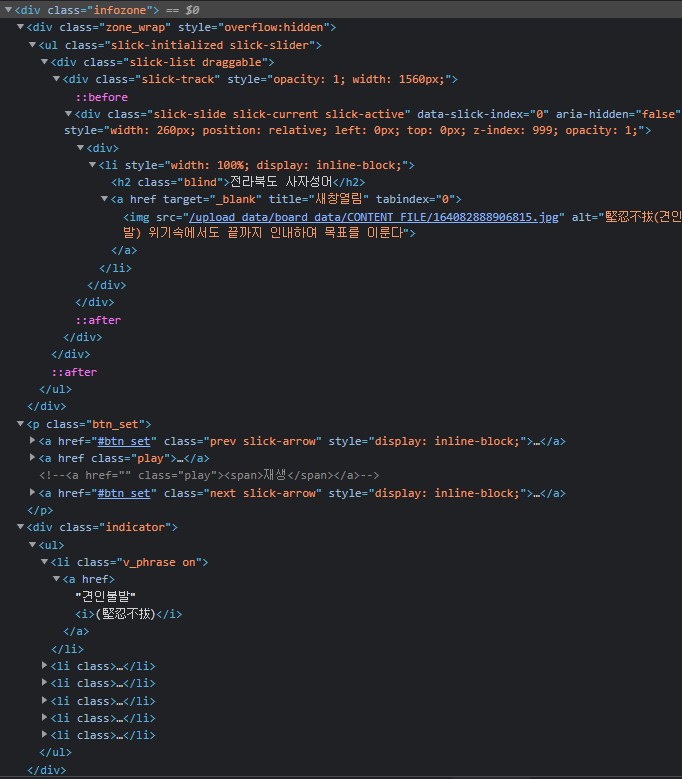 ▼<div class="infozone"> == $0
▼<div class="zone_wrap" style="overflow:hidden">
▼<ul class="slick-initialized slick-slider">
▼<div class="slick-list draggable">
▼<div class="slick-track" style="opacity: 1; width: 1560px;">
::before
▼<div class="slick-slide slick-current slick-active" data-slick-index="0" aria-hidden="false"
style="width: 260px; position: relative; left: 0px; top: 0px; z-index: 999; opacity: 1;">
▼<div>
▼<li style="width: 100%; display: inline-block;">
<h2 class="blind">전라북도 사자성어</h2>
▼<a href target="_blank" title="새창열림" tabindex="0">
<img src="/upload_data/board_data/CONTENT_FILE/164082888906815.jpg" alt="堅忍不拔(견인
발) 위기속에서도 끝까지 인내하여 목표를 이룬다">
</a>
</li>
</div>
</div>
::after
</div>
</div>
::after
</ul>
</div>
▼<p class="btn_set">
▶<a href="#btn_set" class="prev slick-arrow" style="display: inline-block;">…</a>
▶<a href class="play">…</a>
<!--<a href="" class="play"><span>재생</span></a>-->
▶<a href="#btn_set" class="next slick-arrow" style="display: inline-block;">…</a>
</p>
▼<div class="indicator">
▼<ul>
▼<li class="v_phrase on">
▼<a href>
"견인불발"
<i>(堅忍不拔)</i>
</a>
</li>
▶<li class>…</li>
▶<li class>…</li>
▶<li class>…</li>
▶<li class>…</li>
▶<li class>…</li>
</ul>
</div>